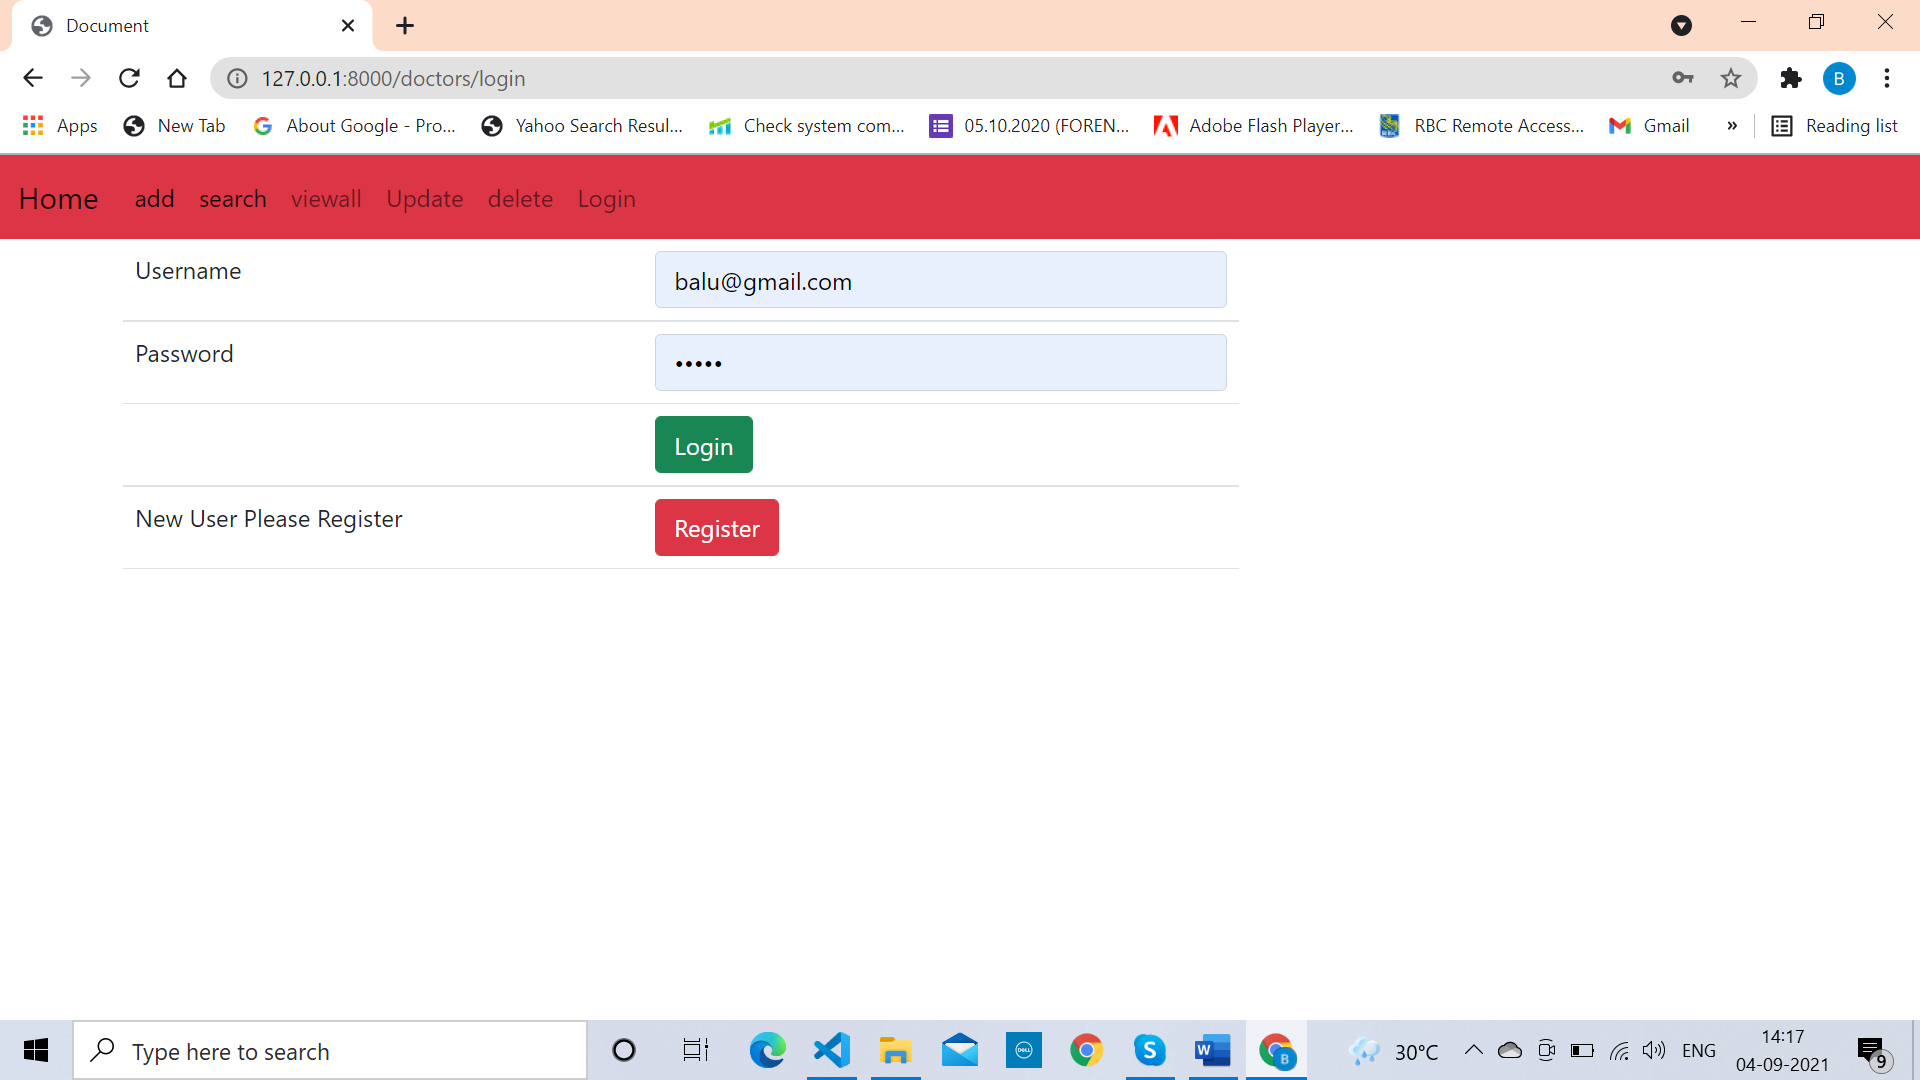 Document
127.0.0.1:8000/doctors/login
B
Apps New Tab About Google - Pro... Yahoo Search Resul... Check system com... 05.10.2020 (FOREN... Adobe Flash Player... RBC Remote Access... Gmail » Reading list
Home add search viewall Update delete Login
Username balu@gmail.com
Password •••••
Login
New User Please Register Register
Type here to search 30°C ENG 14:17
04-09-2021 9